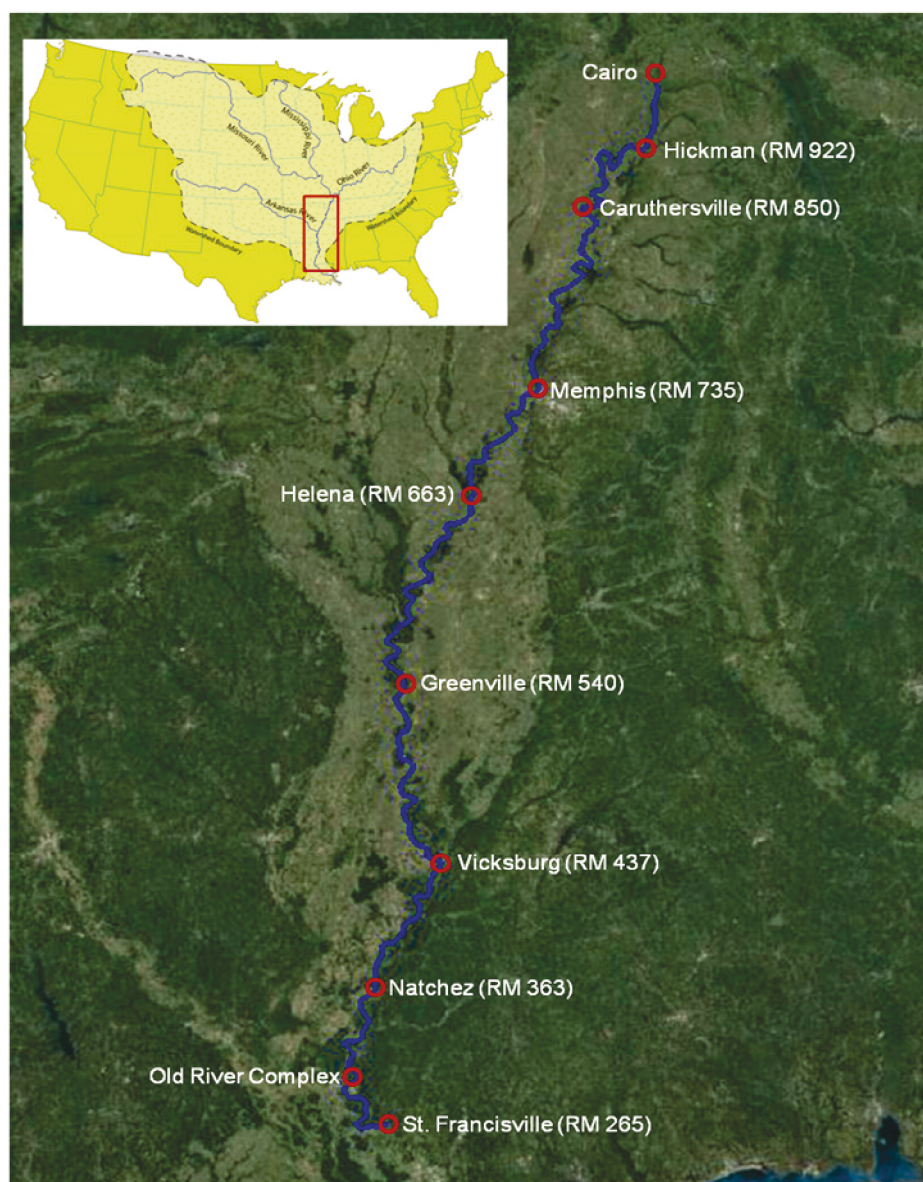 Cairo
Hickman (RM 922)
Caruthersville (RM 850)
Memphis (RM 735)
Helena (RM 663)
Greenville (RM 540)
Vicksburg (RM 437)
Natchez (RM 363)
Old River Complex
St. Francisville (RM 265)
Mississippi River
Missouri River
Ohio River
Arkansas River
Watershed Boundary
Watershed Boundary